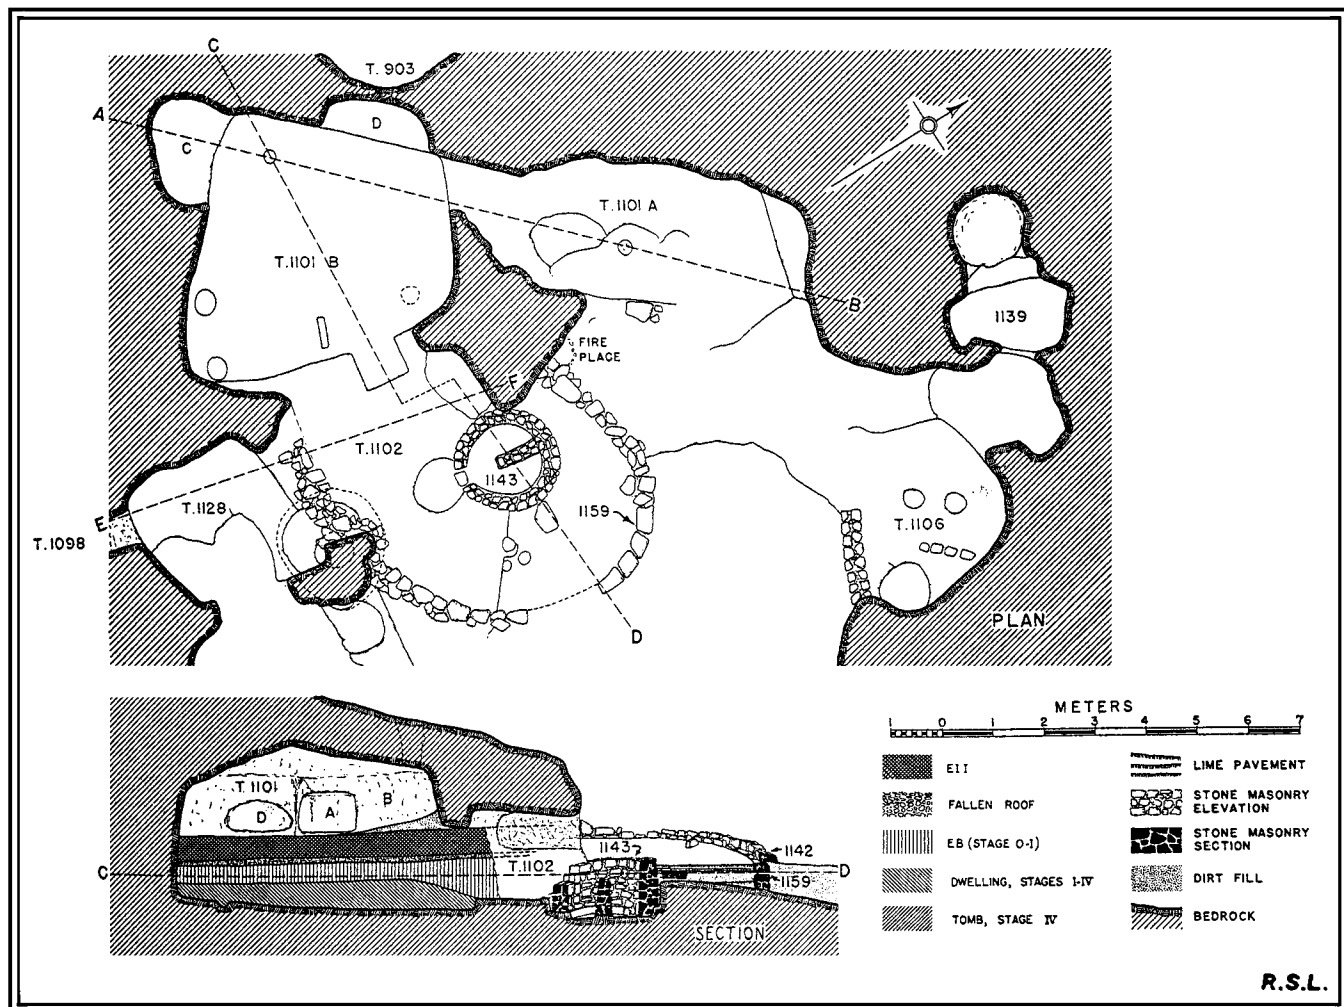 C
T. 903
A
D
C
T. 1101 A
T. 1101 B
B
1139
FIRE
PLACE
F
T. 1102
1143
T. 1128
1159
T. 1106
E
T. 1098
D
PLAN
METERS
1 0 1 2 3 4 5 6 7
T. 1101
B
D
A
1143
T. 1102
1142
C
D
1159
SECTION
EII
FALLEN ROOF
EB (STAGE 0-I)
DWELLING, STAGES I-IV
TOMB, STAGE IV
LIME PAVEMENT
STONE MASONRY
ELEVATION
STONE MASONRY
SECTION
DIRT FILL
BEDROCK
R.S.L.